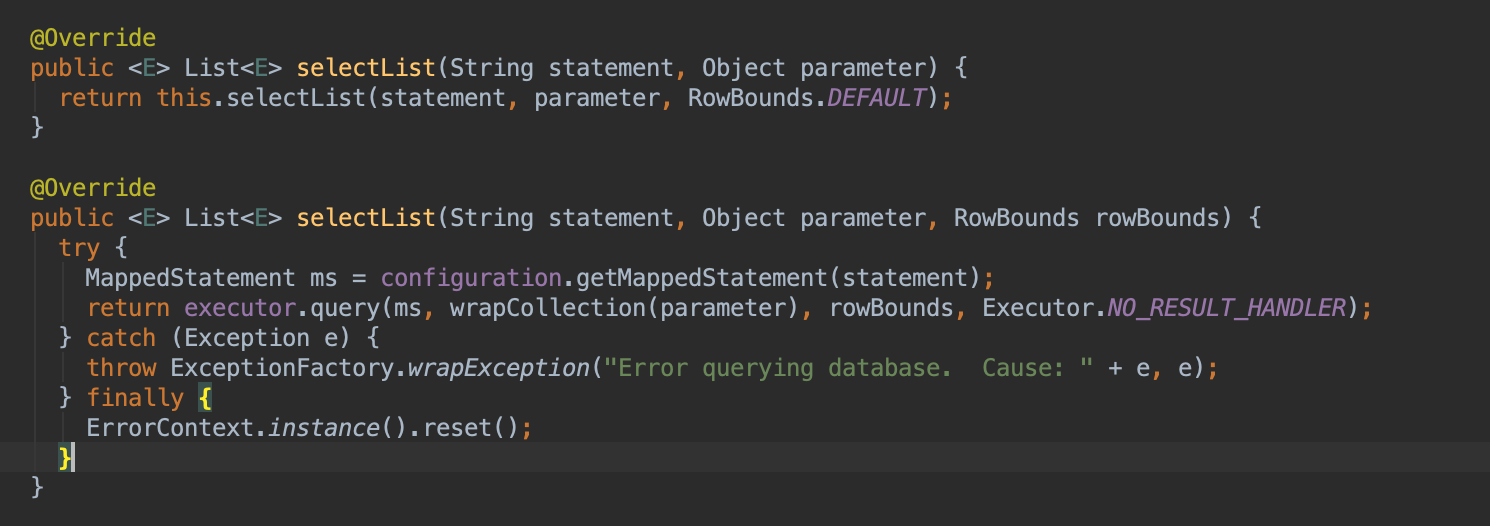 @Override
public <E> List<E> selectList(String statement, Object parameter) {
  return this.selectList(statement, parameter, RowBounds.DEFAULT);
}

@Override
public <E> List<E> selectList(String statement, Object parameter, RowBounds rowBounds) {
  try {
    MappedStatement ms = configuration.getMappedStatement(statement);
    return executor.query(ms, wrapCollection(parameter), rowBounds, Executor.NO_RESULT_HANDLER);
  } catch (Exception e) {
    throw ExceptionFactory.wrapException("Error querying database.  Cause: " + e, e);
  } finally {
    ErrorContext.instance().reset();
  }
}